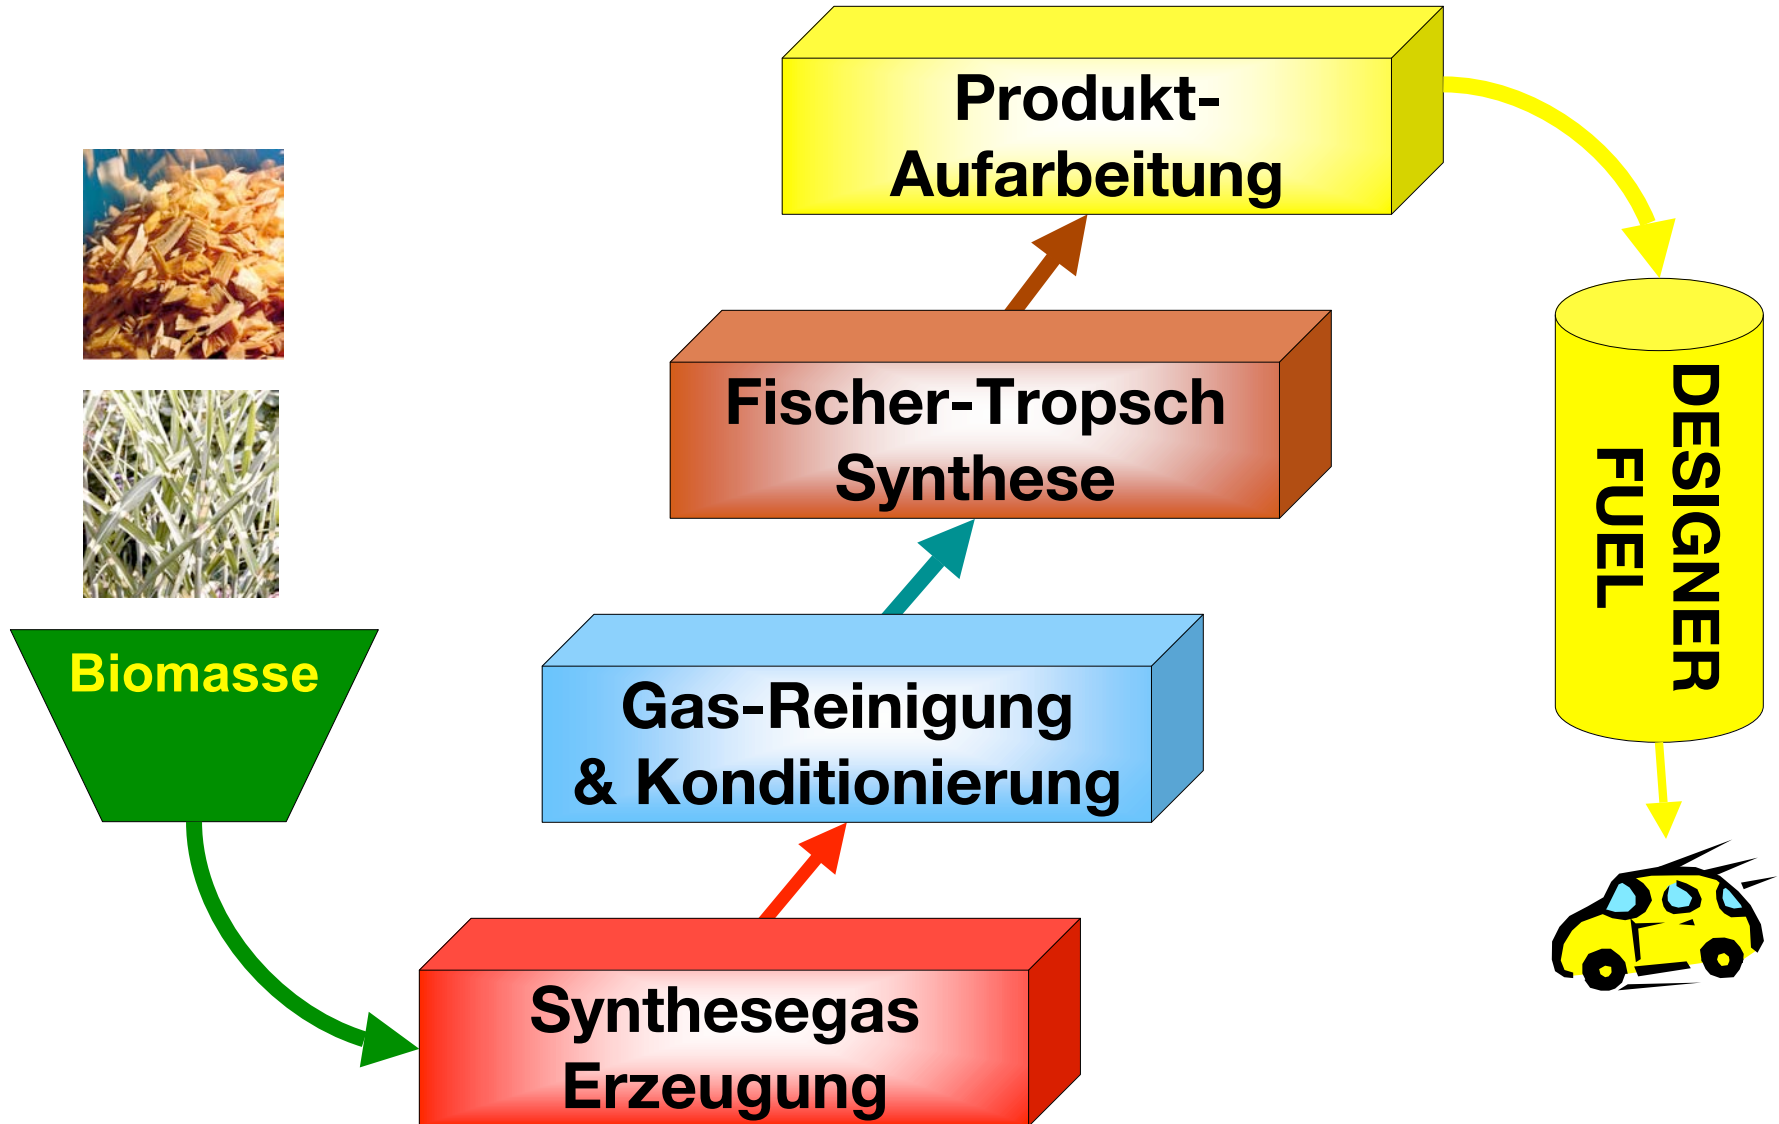 Produkt-
Aufarbeitung
Fischer-Tropsch
Synthese
DESIGNER
FUEL
Biomasse
Gas-Reinigung
& Konditionierung
Synthesegas
Erzeugung